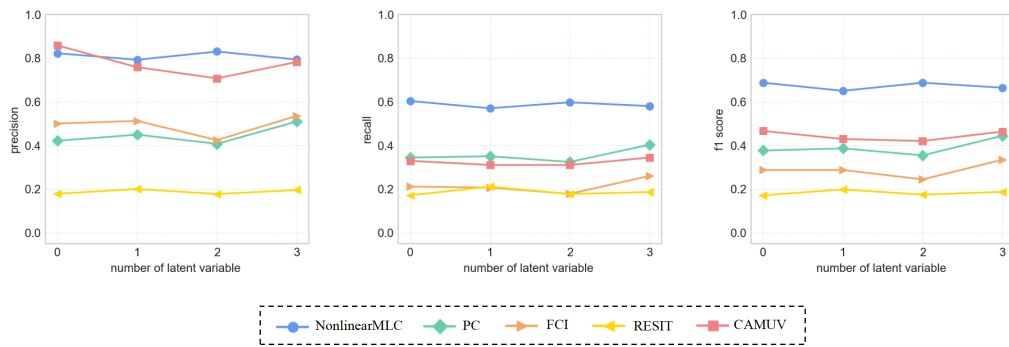 1.0
0.8
0.6
0.4
0.2
0.0
precision
0 1 2 3
number of latent variable
1.0
0.8
0.6
0.4
0.2
0.0
recall
0 1 2 3
number of latent variable
1.0
0.8
0.6
0.4
0.2
0.0
f1 score
0 1 2 3
number of latent variable
NonlinearMLC PC FCI RESIT CAMUV